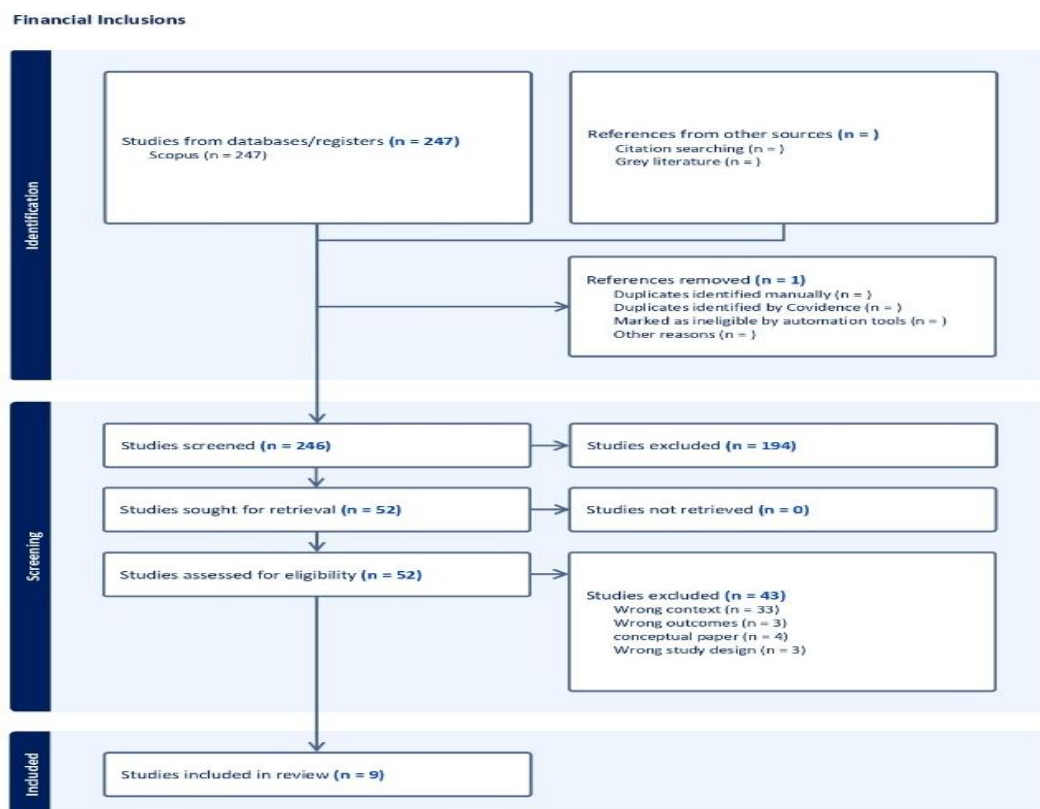 Financial Inclusions
Identification
Studies from databases/registers (n = 247)
Scopus (n = 247)
References from other sources (n = )
Citation searching (n = )
Grey literature (n = )
References removed (n = 1)
Duplicates identified manually (n = )
Duplicates identified by Covidence (n = )
Marked as ineligible by automation tools (n = )
Other reasons (n = )
Screening
Studies screened (n = 246)
Studies excluded (n = 194)
Studies sought for retrieval (n = 52)
Studies not retrieved (n = 0)
Studies assessed for eligibility (n = 52)
Studies excluded (n = 43)
Wrong context (n = 33)
Wrong outcomes (n = 3)
conceptual paper (n = 4)
Wrong study design (n = 3)
Included
Studies included in review (n = 9)